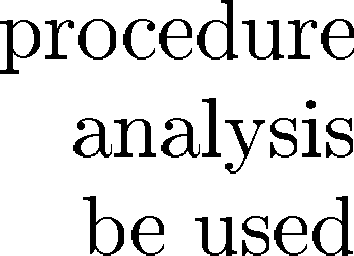 procedure
analysis
be used